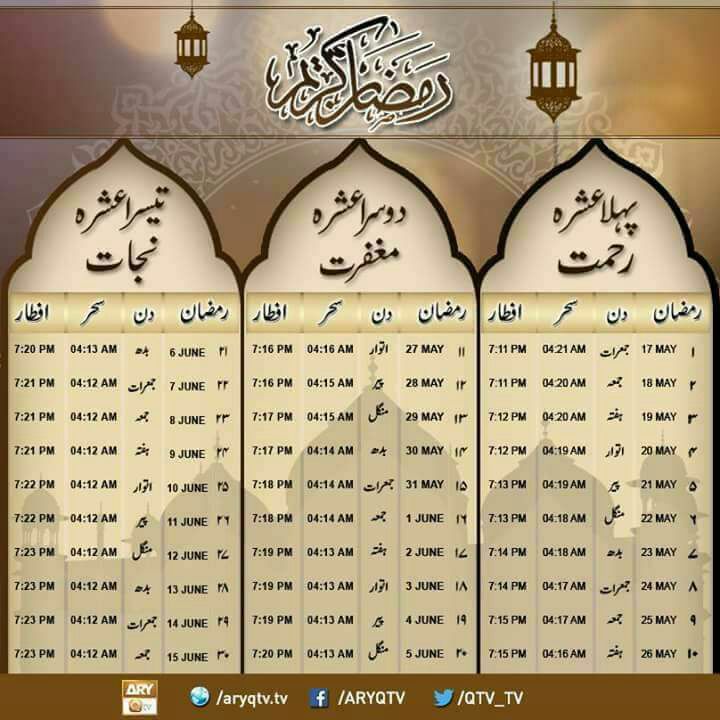 رمضان کریم
پہلا عشرہ
رحمت
رمضان دن سحر افطار
۱ 17 MAY جمعرات 04:21 AM 7:11 PM
۲ 18 MAY جمعہ 04:20 AM 7:11 PM
۳ 19 MAY ہفتہ 04:20 AM 7:12 PM
۴ 20 MAY اتوار 04:19 AM 7:12 PM
۵ 21 MAY پیر 04:19 AM 7:13 PM
۶ 22 MAY منگل 04:18 AM 7:13 PM
۷ 23 MAY بدھ 04:18 AM 7:14 PM
۸ 24 MAY جمعرات 04:17 AM 7:14 PM
۹ 25 MAY جمعہ 04:17 AM 7:15 PM
۱۰ 26 MAY ہفتہ 04:16 AM 7:15 PM
دوسرا عشرہ
مغفرت
رمضان دن سحر افطار
۱۱ 27 MAY اتوار 04:16 AM 7:16 PM
۱۲ 28 MAY پیر 04:15 AM 7:16 PM
۱۳ 29 MAY منگل 04:15 AM 7:17 PM
۱۴ 30 MAY بدھ 04:14 AM 7:17 PM
۱۵ 31 MAY جمعرات 04:14 AM 7:18 PM
۱۶ 1 JUNE جمعہ 04:14 AM 7:18 PM
۱۷ 2 JUNE ہفتہ 04:13 AM 7:19 PM
۱۸ 3 JUNE اتوار 04:13 AM 7:19 PM
۱۹ 4 JUNE پیر 04:13 AM 7:19 PM
۲۰ 5 JUNE منگل 04:13 AM 7:20 PM
تیسرا عشرہ
نجات
رمضان دن سحر افطار
۲۱ 6 JUNE بدھ 04:13 AM 7:20 PM
۲۲ 7 JUNE جمعرات 04:12 AM 7:21 PM
۲۳ 8 JUNE جمعہ 04:12 AM 7:21 PM
۲۴ 9 JUNE ہفتہ 04:12 AM 7:21 PM
۲۵ 10 JUNE اتوار 04:12 AM 7:22 PM
۲۶ 11 JUNE پیر 04:12 AM 7:22 PM
۲۷ 12 JUNE منگل 04:12 AM 7:23 PM
۲۸ 13 JUNE بدھ 04:12 AM 7:23 PM
۲۹ 14 JUNE جمعرات 04:12 AM 7:23 PM
۳۰ 15 JUNE جمعہ 04:12 AM 7:23 PM
ARY Qtv /aryqtv.tv /ARYQTV /QTV_TV